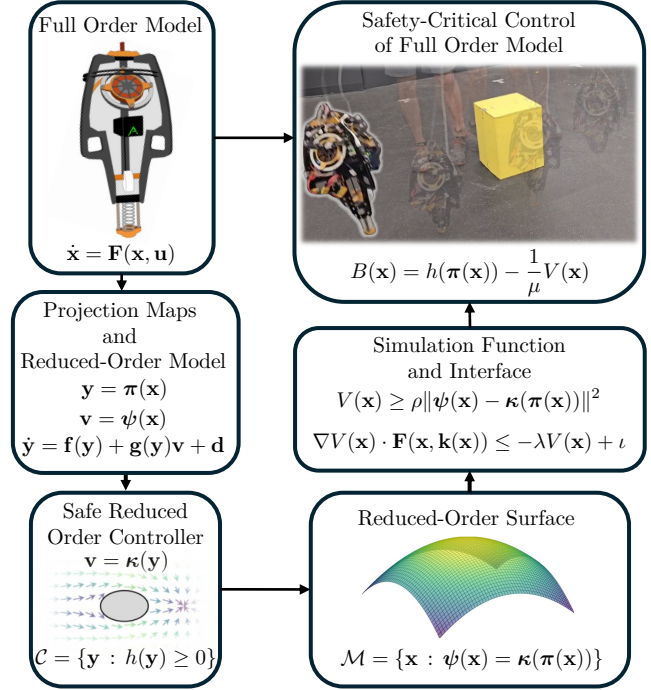 Full Order Model
ẋ = F(x, u)
Safety-Critical Control
of Full Order Model
B(x) = h(π(x)) − \frac{1}{μ}V(x)
Projection Maps
and
Reduced-Order Model
y = π(x)
v = ψ(x)
ẏ = f(y) + g(y)v + d
Simulation Function
and Interface
V(x) ≥ ρ‖ψ(x) − κ(π(x))‖²
∇V(x) · F(x, k(x)) ≤ −λV(x) + ι
Safe Reduced
Order Controller
v = κ(y)
C = {y : h(y) ≥ 0}
Reduced-Order Surface
M = {x : ψ(x) = κ(π(x))}